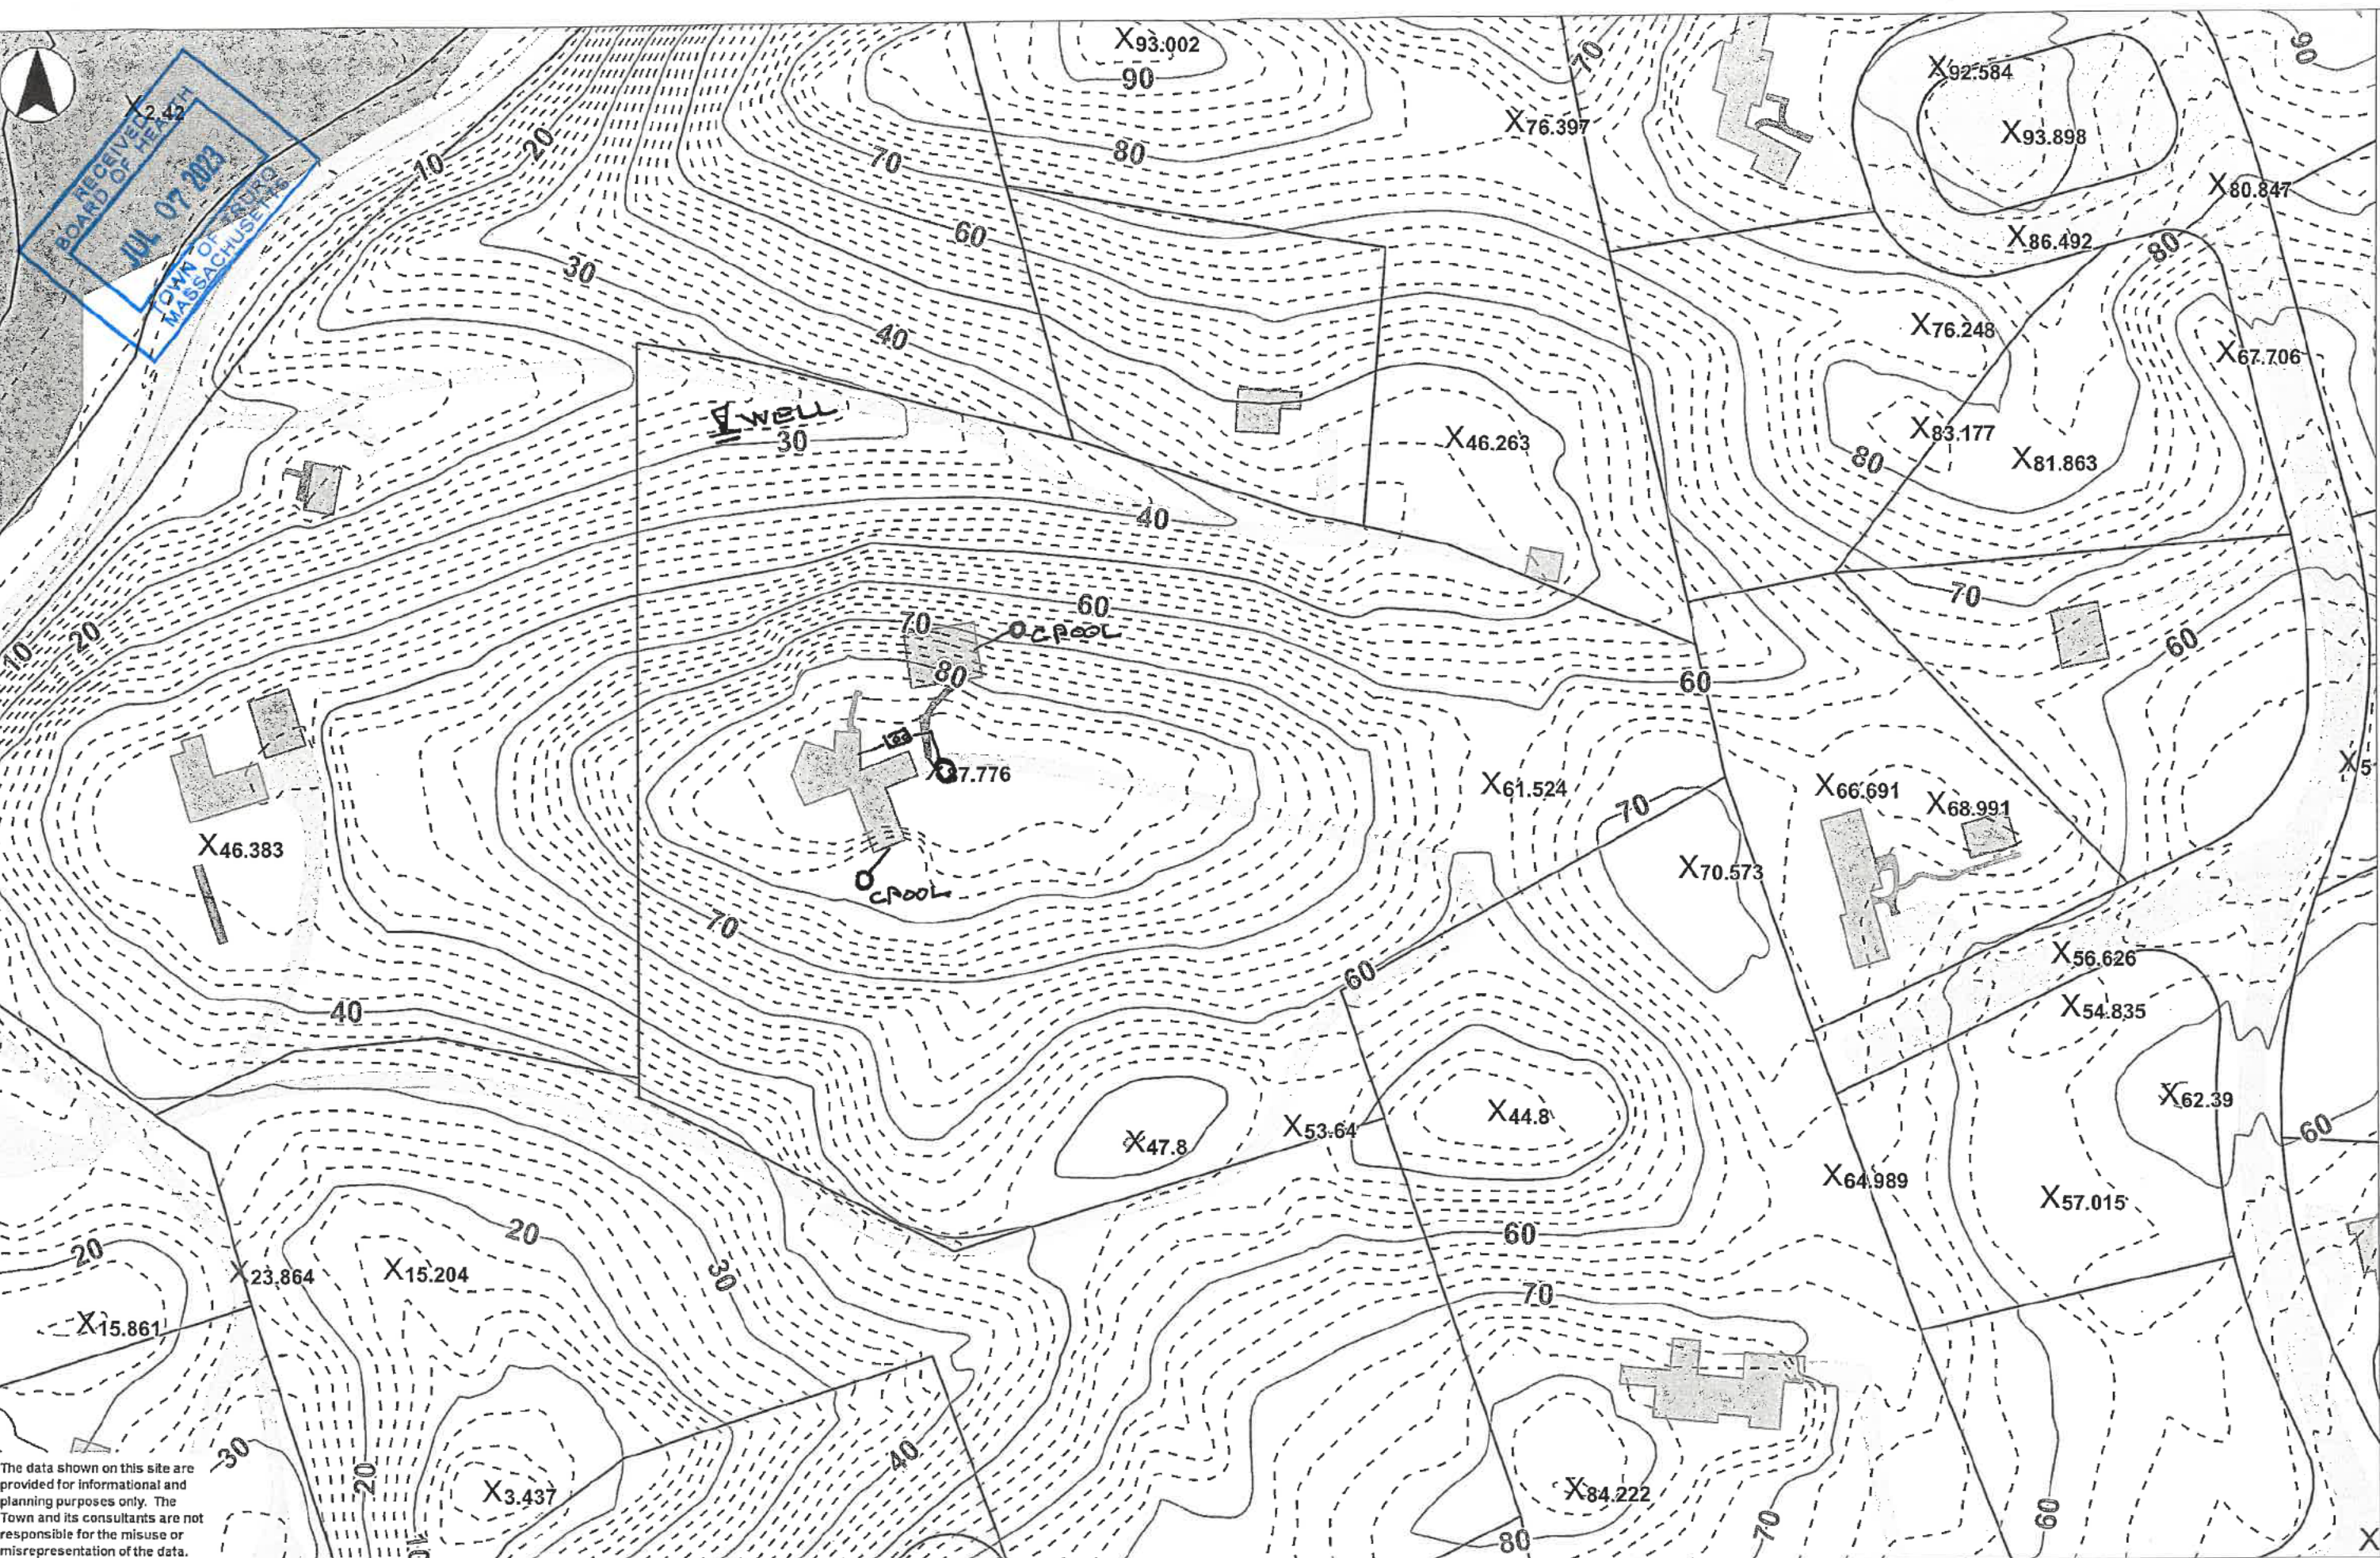 X93.002
90
70
X92.584
90
X2.42
RECEIVED
BOARD OF HEALTH
JUL 07 2023
TOWN OF TRURO
MASSACHUSETTS
10
20
70
80
X76.397
X93.898
X80.847
60
X86.492
80
30
40
X76.248
X67.706
WELL
30
X46.263
X83.177
80
X81.863
40
60
70
70
CPOOL
60
10
20
80
60
X61.524
X66.691
X68.991
70
X46.383
X70.573
CPOOL
70
60
X56.626
40
X54.835
X47.8
X53.64
X44.8
X62.39
60
X64.989
X57.015
20
60
20
X23.864
X15.204
30
70
X15.861
30
40
20
X3.437
X84.222
80
70
60
The data shown on this site are
provided for informational and
planning purposes only. The
Town and its consultants are not
responsible for the misuse or
misrepresentation of the data.